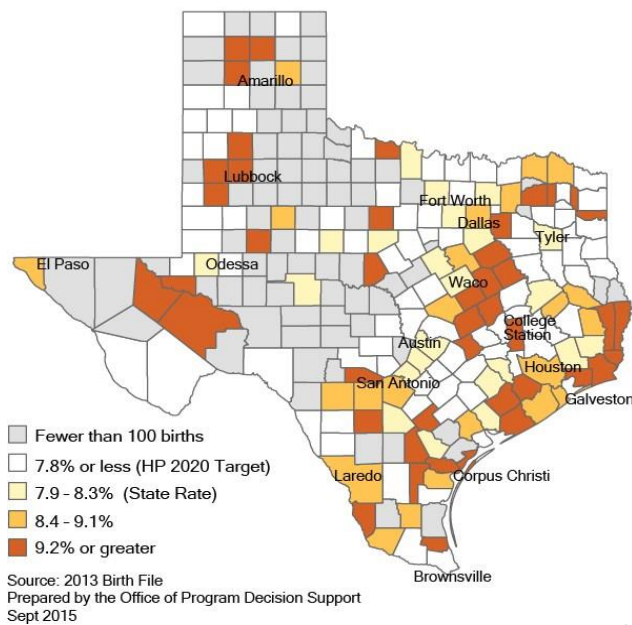 Amarillo
Lubbock
Fort Worth
Dallas
Tyler
El Paso
Odessa
Waco
College
Station
Austin
Houston
San Antonio
Galveston
Laredo
Corpus Christi
Brownsville
Fewer than 100 births
7.8% or less (HP 2020 Target)
7.9 - 8.3% (State Rate)
8.4 - 9.1%
9.2% or greater
Source: 2013 Birth File
Prepared by the Office of Program Decision Support
Sept 2015